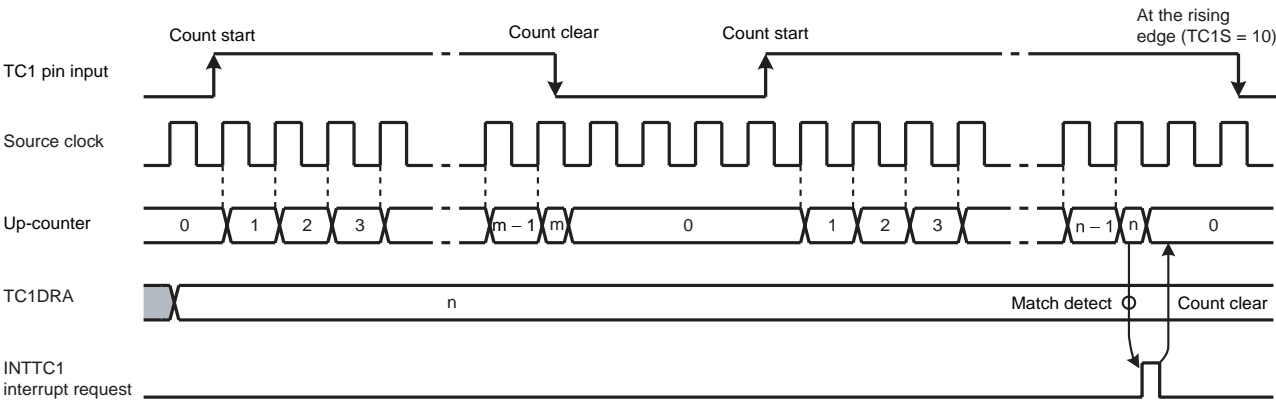 At the rising
edge (TC1S = 10)
Count start
Count clear
Count start
TC1 pin input
Source clock
Up-counter
0 1 2 3 m – 1 m 0 1 2 3 n – 1 n 0
TC1DRA
n
Match detect
Count clear
INTTC1
interrupt request